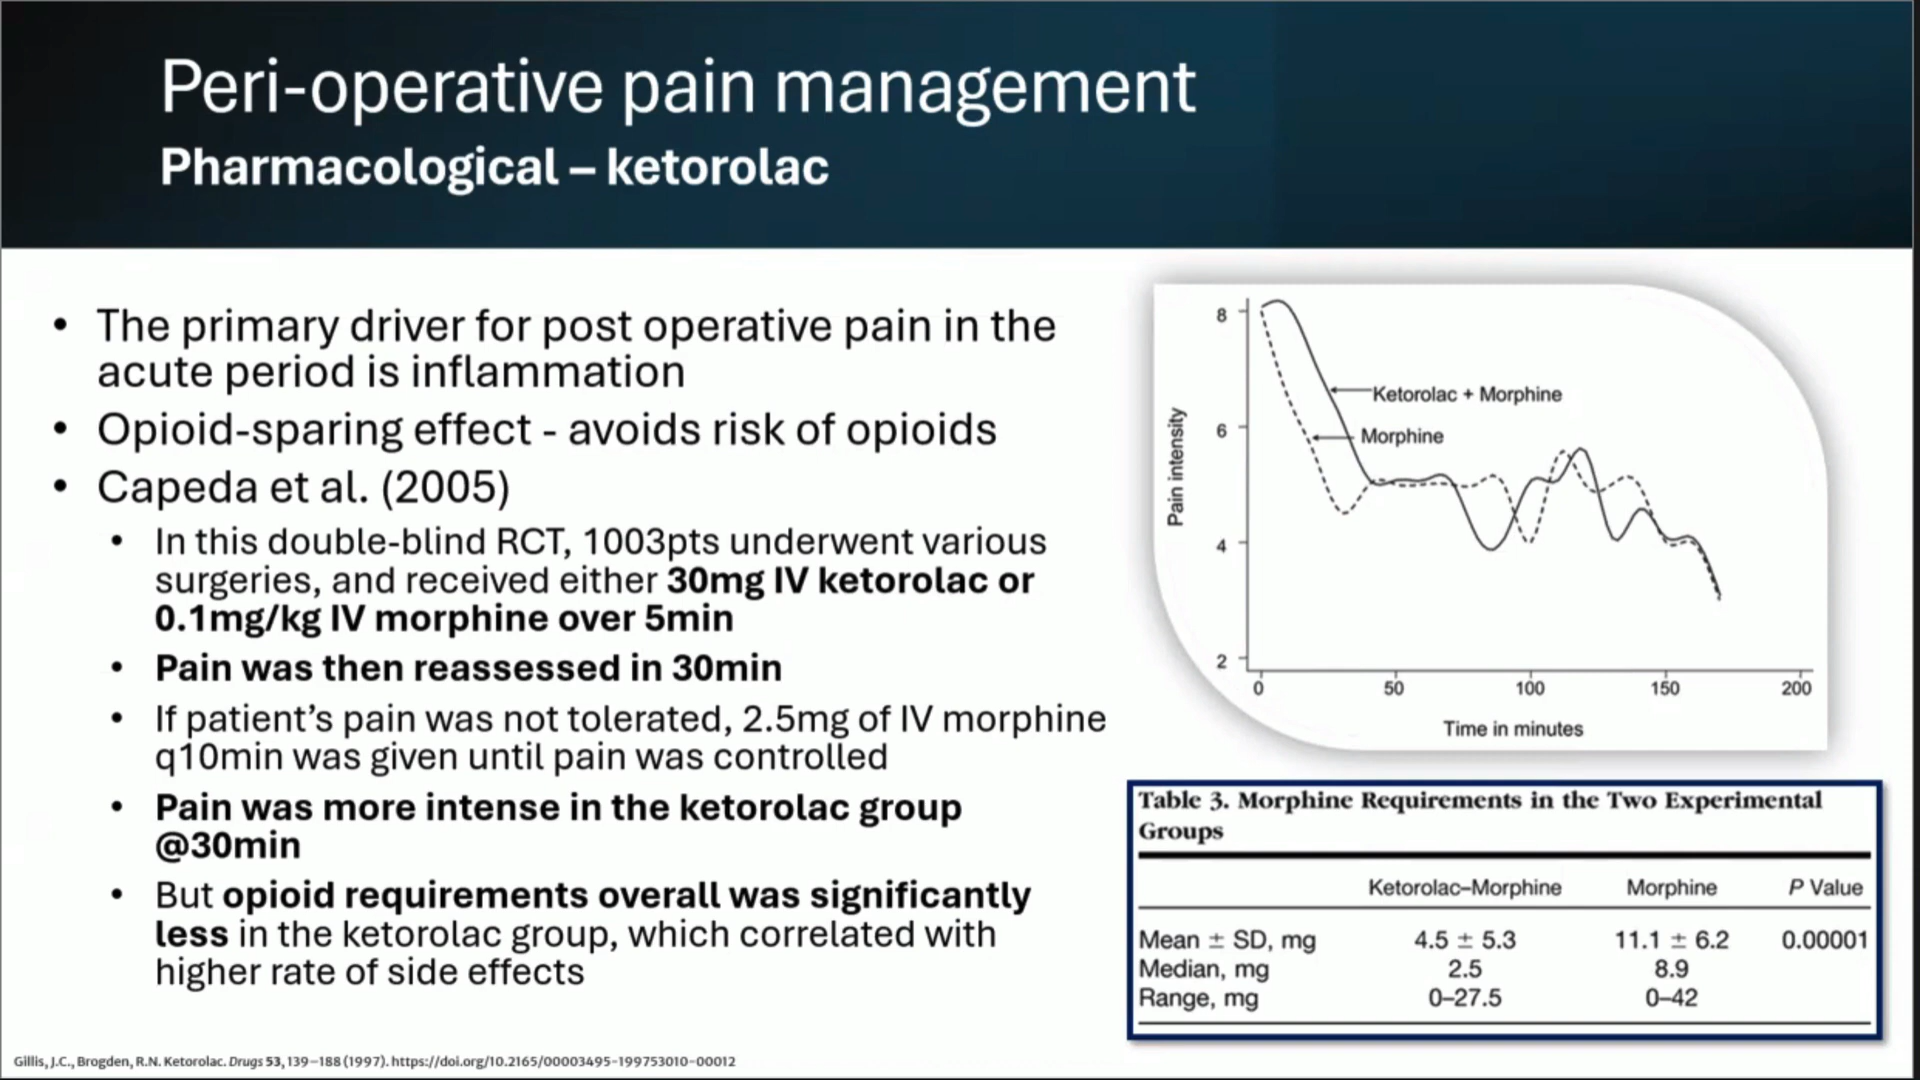 Peri-operative pain management
Pharmacological – ketorolac
• The primary driver for post operative pain in the
acute period is inflammation
• Opioid-sparing effect - avoids risk of opioids
• Capeda et al. (2005)
• In this double-blind RCT, 1003pts underwent various
surgeries, and received either 30mg IV ketorolac or
0.1mg/kg IV morphine over 5min
• Pain was then reassessed in 30min
• If patient's pain was not tolerated, 2.5mg of IV morphine
q10min was given until pain was controlled
• Pain was more intense in the ketorolac group
@30min
• But opioid requirements overall was significantly
less in the ketorolac group, which correlated with
higher rate of side effects
8
6
4
2
Pain intensity
Ketorolac + Morphine
Morphine
0 50 100 150 200
Time in minutes
Table 3. Morphine Requirements in the Two Experimental
Groups
Ketorolac–Morphine Morphine P Value
Mean ± SD, mg 4.5 ± 5.3 11.1 ± 6.2 0.00001
Median, mg 2.5 8.9
Range, mg 0–27.5 0–42
Gillis, J.C., Brogden, R.N. Ketorolac. Drugs 53, 139–188 (1997). https://doi.org/10.2165/00003495-199753010-00012